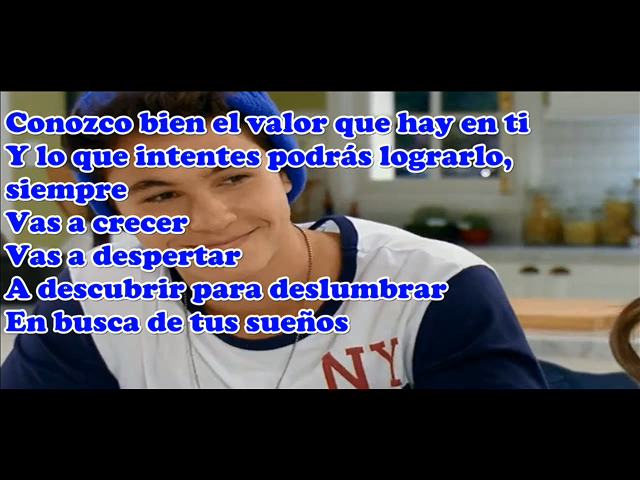 Conozco bien el valor que hay en ti
Y lo que intentes podrás lograrlo,
siempre
Vas a crecer
Vas a despertar
A descubrir para deslumbrar
En busca de tus sueños
NY